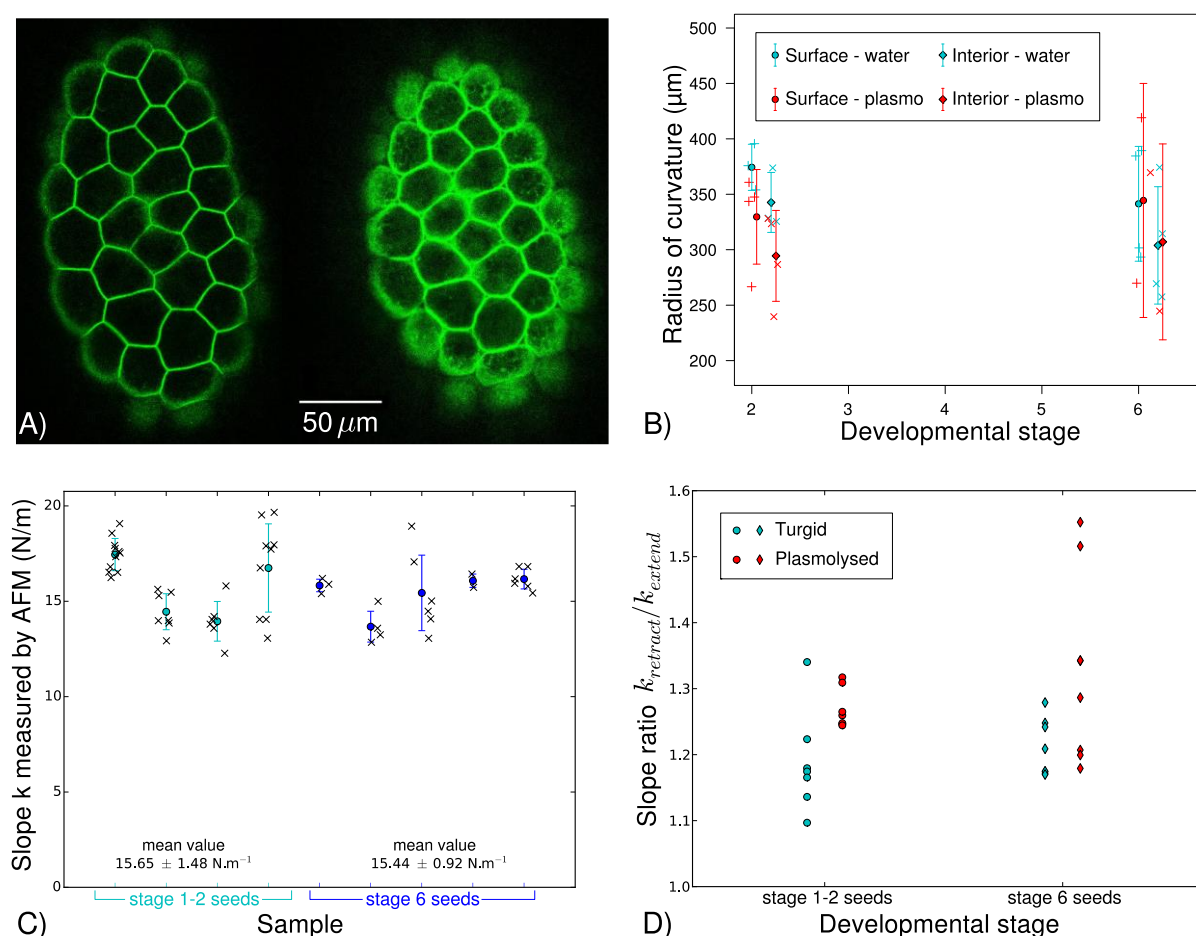 A)
50 μm
500
450
400
350
300
250
200
Radius of curvature (μm)
Surface - water
Interior - water
Surface - plasmo
Interior - plasmo
2
3
4
5
6
B)
Developmental stage
20
15
10
5
0
Slope k measured by AFM (N/m)
mean value
15.65 ± 1.48 N.m⁻¹
mean value
15.44 ± 0.92 N.m⁻¹
stage 1-2 seeds
stage 6 seeds
C)
Sample
1.6
1.5
1.4
1.3
1.2
1.1
1.0
Slope ratio k_retract/k_extend
Turgid
Plasmolysed
stage 1-2 seeds
stage 6 seeds
D)
Developmental stage